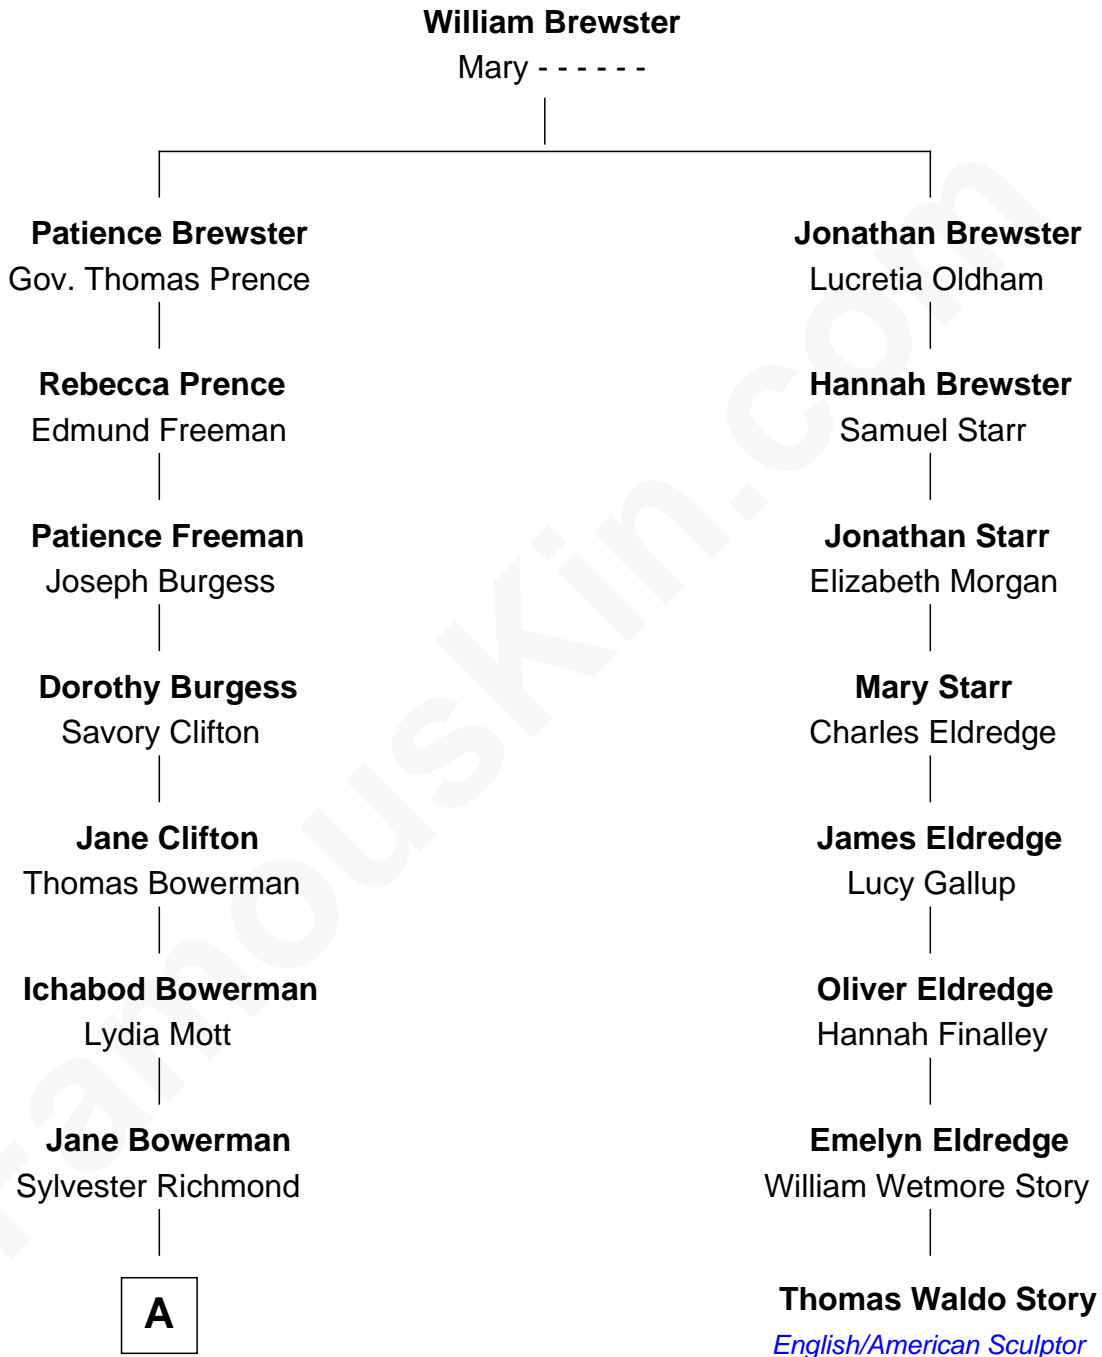 William Brewster
Mary - - - - - -
Patience Brewster
Gov. Thomas Prence
Jonathan Brewster
Lucretia Oldham
Rebecca Prence
Edmund Freeman
Hannah Brewster
Samuel Starr
Patience Freeman
Joseph Burgess
Jonathan Starr
Elizabeth Morgan
Dorothy Burgess
Savory Clifton
Mary Starr
Charles Eldredge
Jane Clifton
Thomas Bowerman
James Eldredge
Lucy Gallup
Ichabod Bowerman
Lydia Mott
Oliver Eldredge
Hannah Finalley
Jane Bowerman
Sylvester Richmond
Emelyn Eldredge
William Wetmore Story
A
Thomas Waldo Story
English/American Sculptor
FamousKin.com